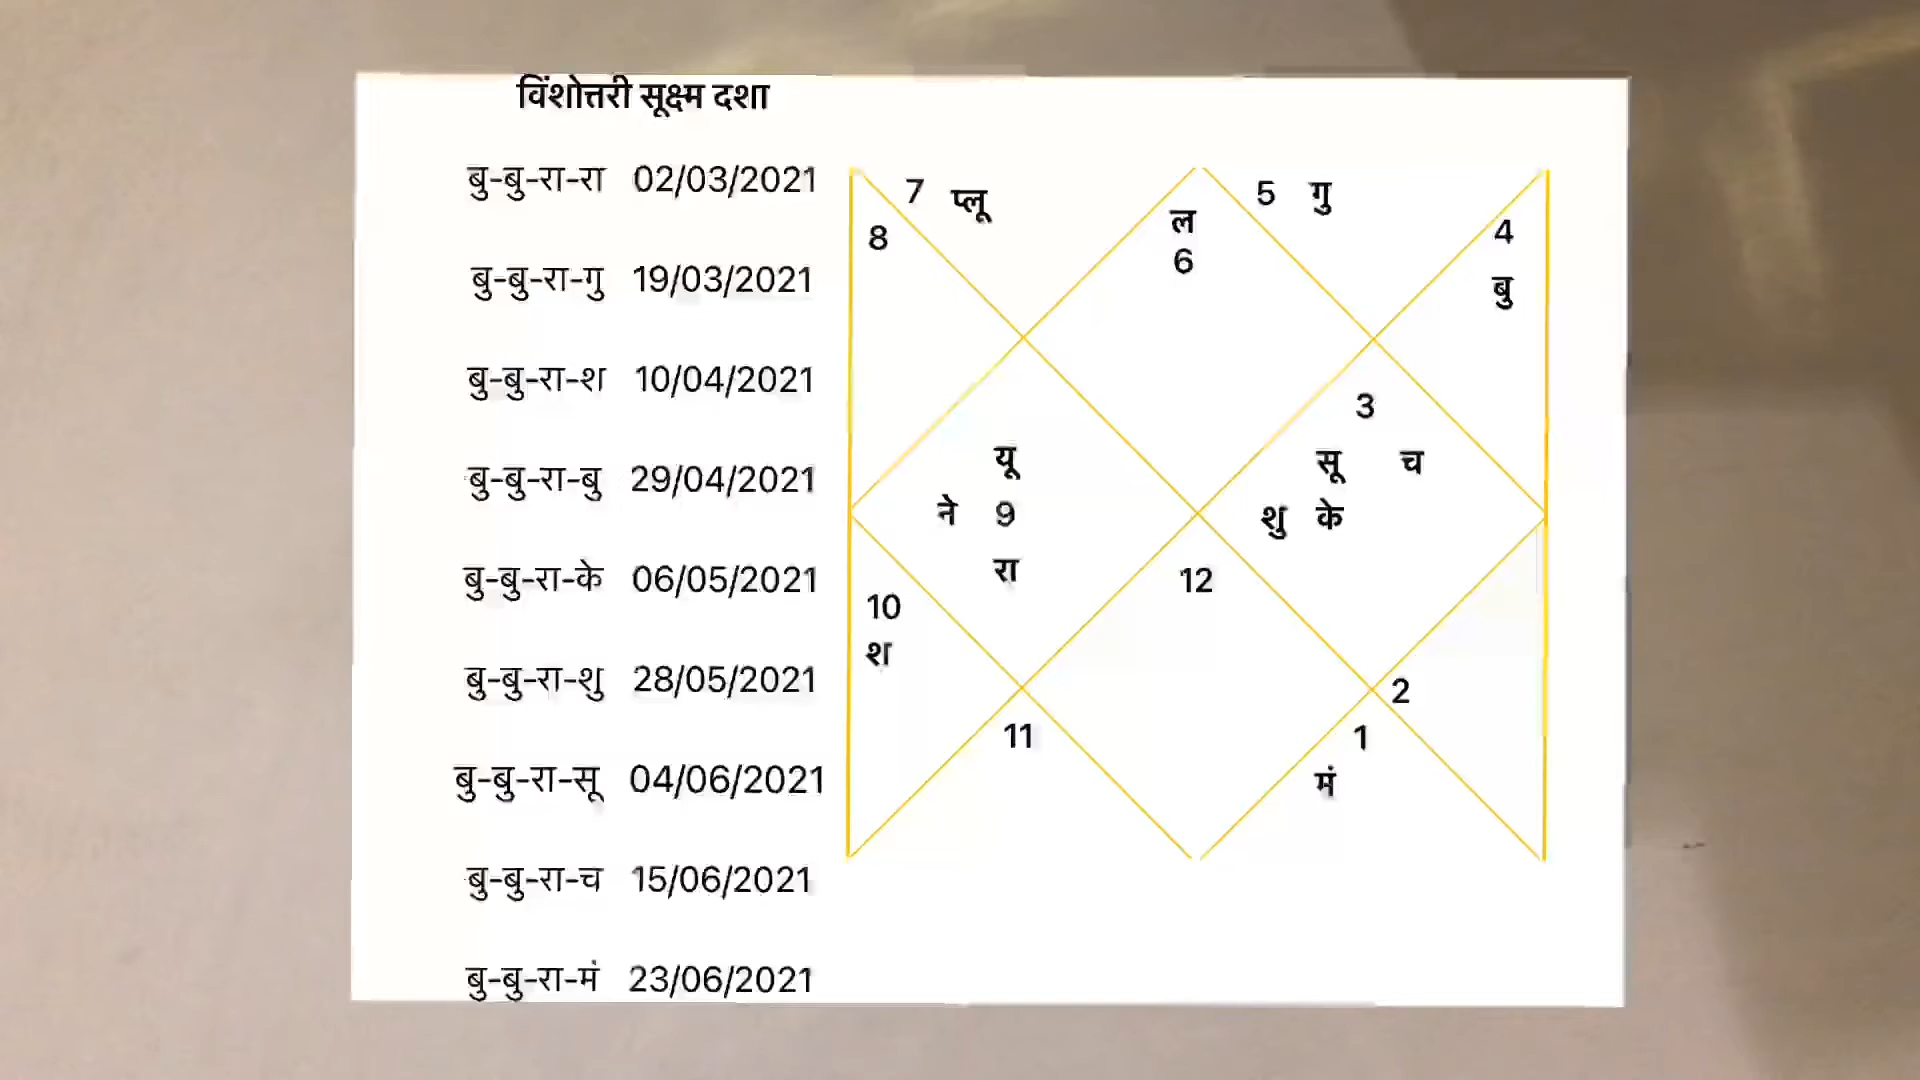 विंशोत्तरी सूक्ष्म दशा
बु-बु-रा-रा 02/03/2021
बु-बु-रा-गु 19/03/2021
बु-बु-रा-श 10/04/2021
बु-बु-रा-बु 29/04/2021
बु-बु-रा-के 06/05/2021
बु-बु-रा-शु 28/05/2021
बु-बु-रा-सू 04/06/2021
बु-बु-रा-च 15/06/2021
बु-बु-रा-मं 23/06/2021
7 प्लू
8
ल
6
5 गु
4
बु
3
सू च
शु के
यू
ने 9
रा
12
10
श
11
2
1
मं